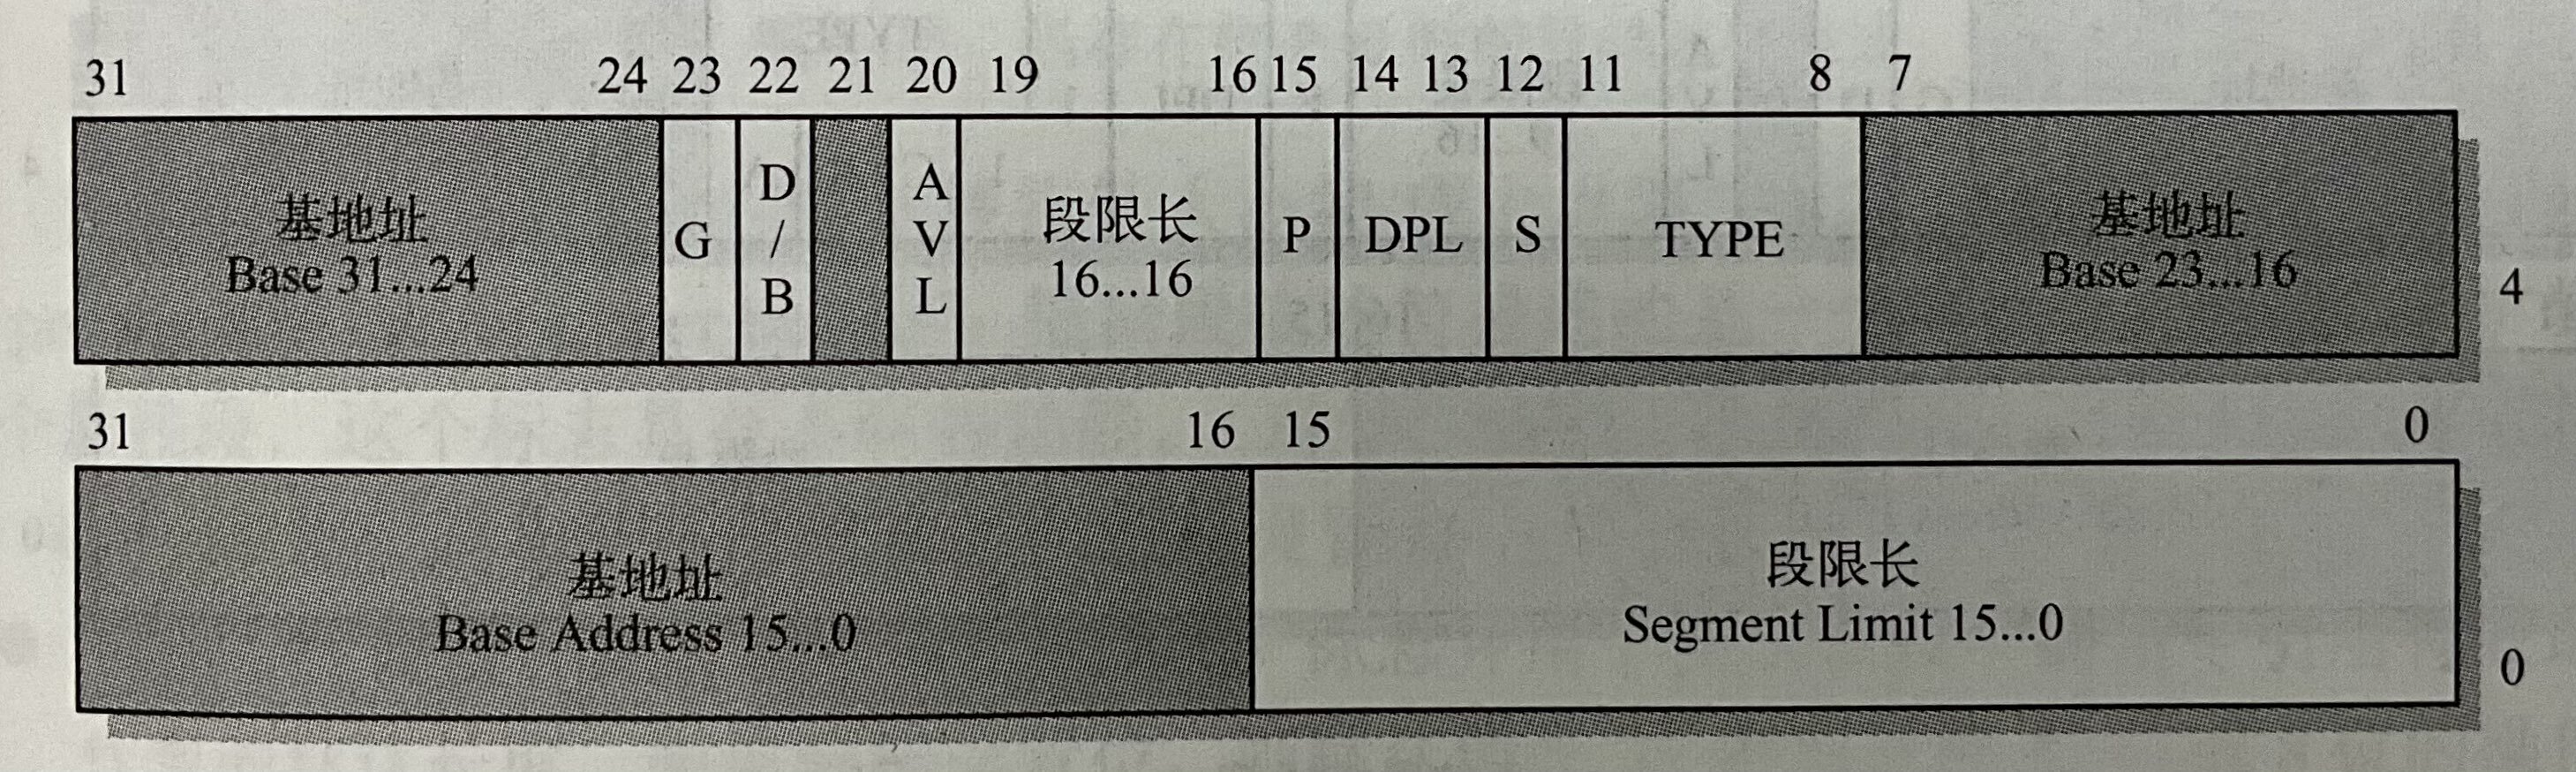 31 24 23 22 21 20 19 16 15 14 13 12 11 8 7
基地址
Base 31...24
G
D
/
B
A
V
L
段限长
16...16
P
DPL
S
TYPE
基地址
Base 23...16
4
31 16 15 0
基地址
Base Address 15...0
段限长
Segment Limit 15...0
0